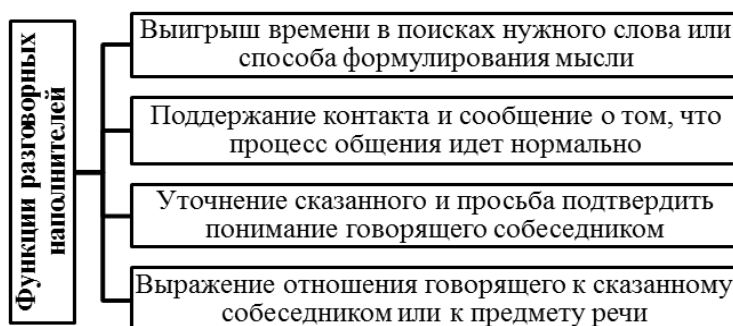 Функции разговорных
наполнителей
Выигрыш времени в поисках нужного слова или
способа формулирования мысли
Поддержание контакта и сообщение о том, что
процесс общения идет нормально
Уточнение сказанного и просьба подтвердить
понимание говорящего собеседником
Выражение отношения говорящего к сказанному
собеседником или к предмету речи